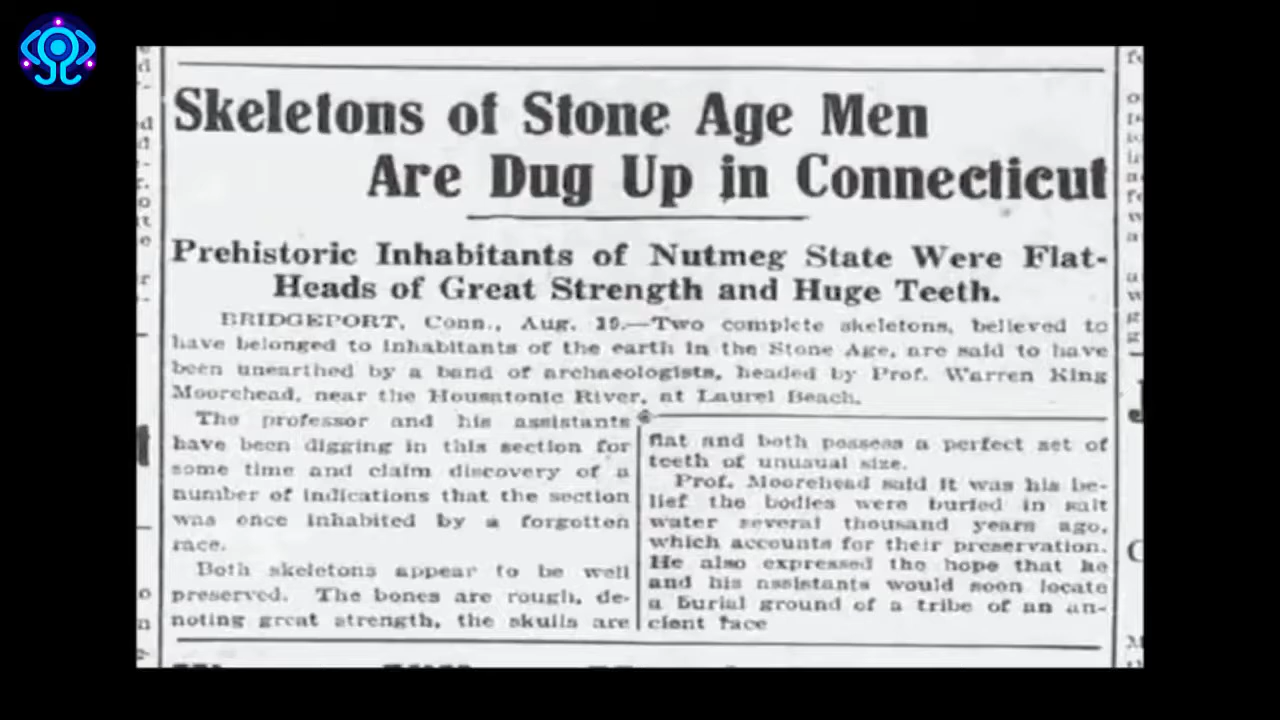 Skeletons of Stone Age Men
Are Dug Up in Connecticut
Prehistoric Inhabitants of Nutmeg State Were Flat-
Heads of Great Strength and Huge Teeth.
BRIDGEPORT, Conn., Aug. 19.—Two complete skeletons, believed to
have belonged to inhabitants of the earth in the Stone Age, are said to have
been unearthed by a band of archaeologists, headed by Prof. Warren King
Moorehead, near the Housatonic River, at Laurel Beach.
The professor and his assistants
have been digging in this section for
some time and claim discovery of a
number of indications that the section
was once inhabited by a forgotten
race.
Both skeletons appear to be well
preserved. The bones are rough, de-
noting great strength, the skulls are
flat and both possess a perfect set of
teeth of unusual size.
Prof. Moorehead said it was his be-
lief the bodies were buried in salt
water several thousand years ago,
which accounts for their preservation.
He also expressed the hope that he
and his assistants would soon locate
a burial ground of a tribe of an an-
cient race